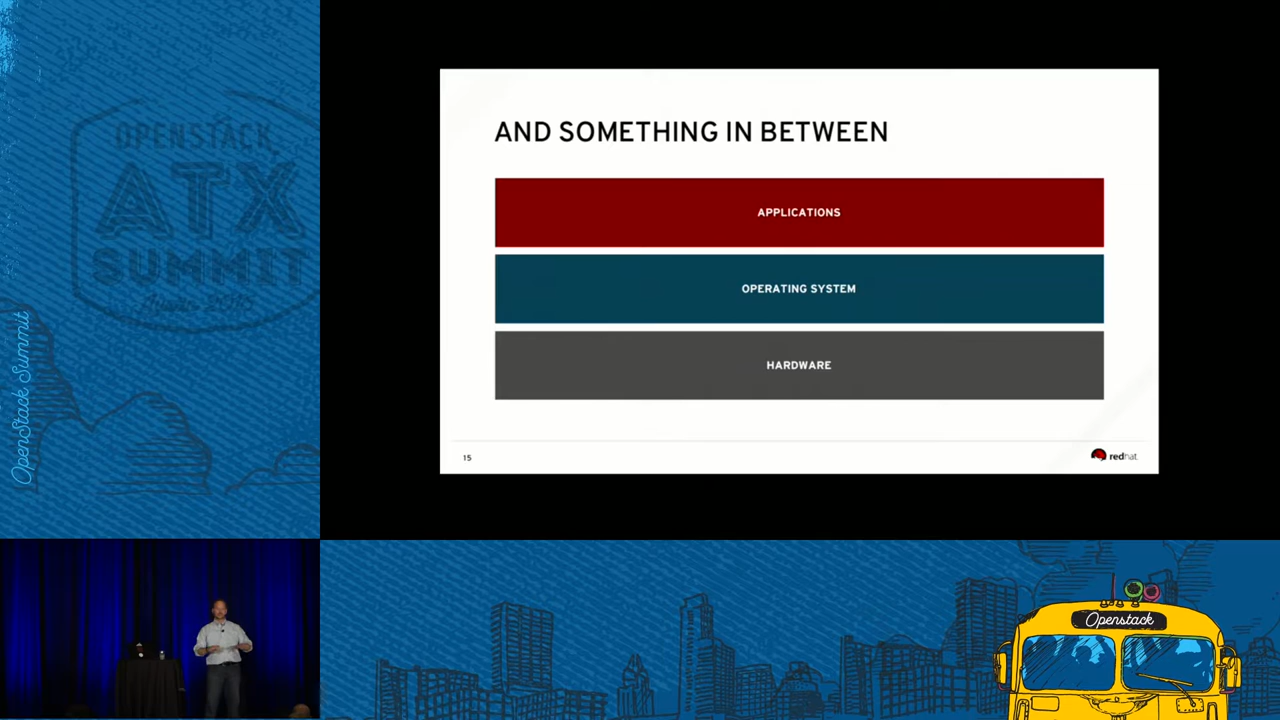 OPENSTACK
ATX
SUMMIT
OpenStack Summit
AND SOMETHING IN BETWEEN
APPLICATIONS
OPERATING SYSTEM
HARDWARE
15
redhat
Openstack